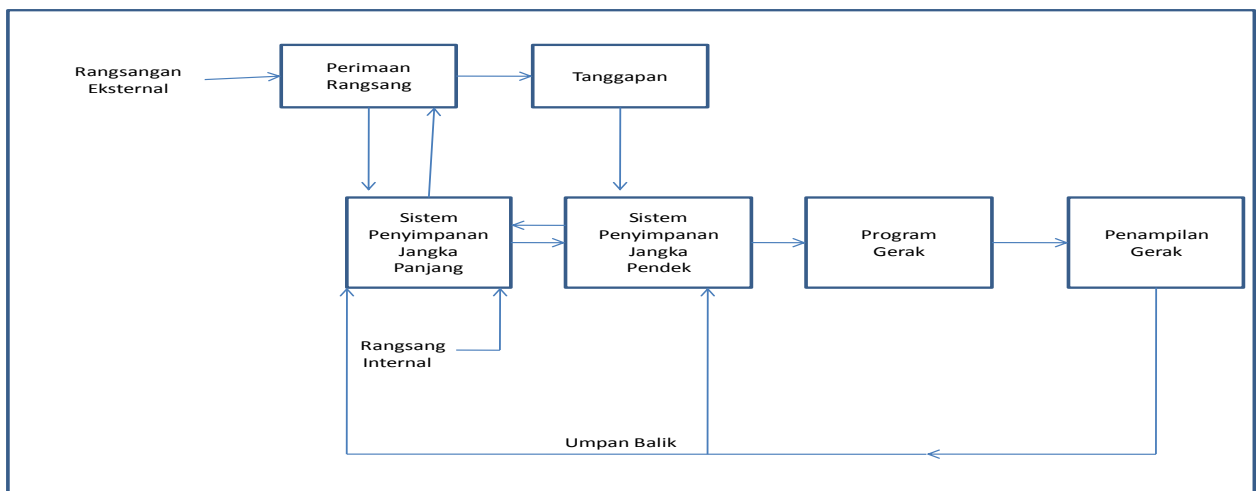 Rangsangan
Eksternal
Perimaan
Rangsang
Tanggapan
Sistem
Penyimpanan
Jangka
Panjang
Sistem
Penyimpanan
Jangka
Pendek
Program
Gerak
Penampilan
Gerak
Rangsang
Internal
Umpan Balik